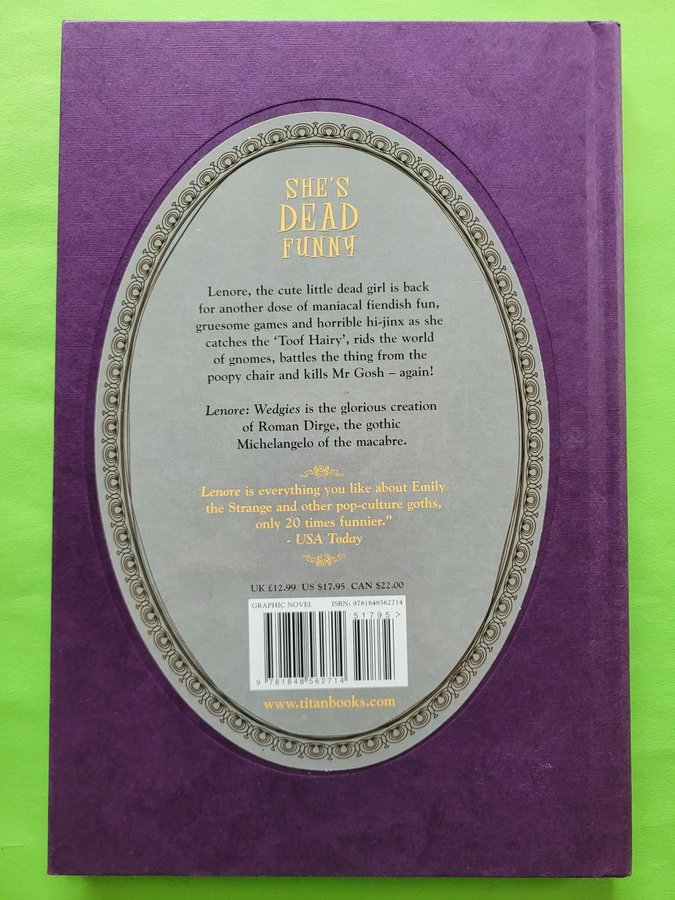 SHE'S
DEAD
FUNNY
Lenore, the cute little dead girl is back
for another dose of maniacal fiendish fun,
gruesome games and horrible hi-jinx as she
catches the ‘Toof Hairy’, rids the world
of gnomes, battles the thing from the
poopy chair and kills Mr Gosh – again!
Lenore: Wedgies is the glorious creation
of Roman Dirge, the gothic
Michelangelo of the macabre.
Lenore is everything you like about Emily
the Strange and other pop-culture goths,
only 20 times funnier."
- USA Today
UK £12.99 US $17.95 CAN $22.00
GRAPHIC NOVEL ISBN: 9781848562714
51795 >
9 781848 562714
www.titanbooks.com